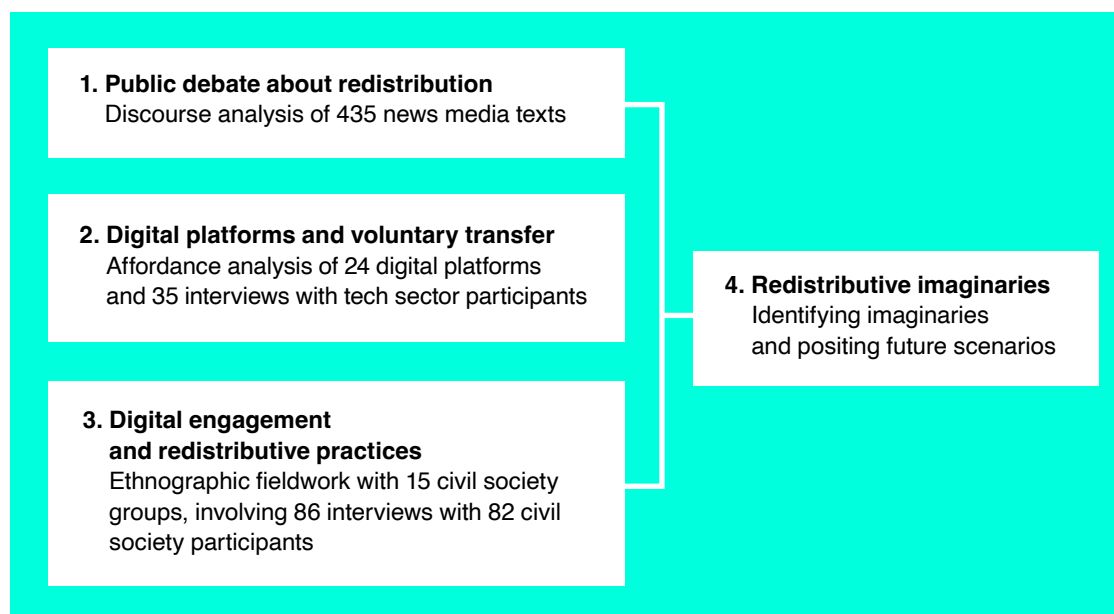 1. Public debate about redistribution
Discourse analysis of 435 news media texts
2. Digital platforms and voluntary transfer
Affordance analysis of 24 digital platforms
and 35 interviews with tech sector participants
3. Digital engagement
and redistributive practices
Ethnographic fieldwork with 15 civil society
groups, involving 86 interviews with 82 civil
society participants
4. Redistributive imaginaries
Identifying imaginaries
and positing future scenarios